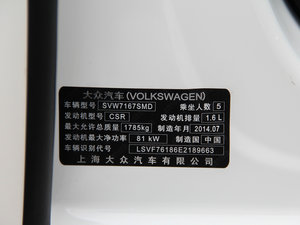 大众汽车(VOLKSWAGEN)
车辆型号 SVW7167SMD 乘坐人数 5
发动机型号 CSR 发动机排量 1.6 L
最大允许总质量 1785kg 制造年月 2014.07
发动机最大净功率 81 kW 制造国 中国
车辆识别代号 LSVF76186E2189663
上海大众汽车有限公司